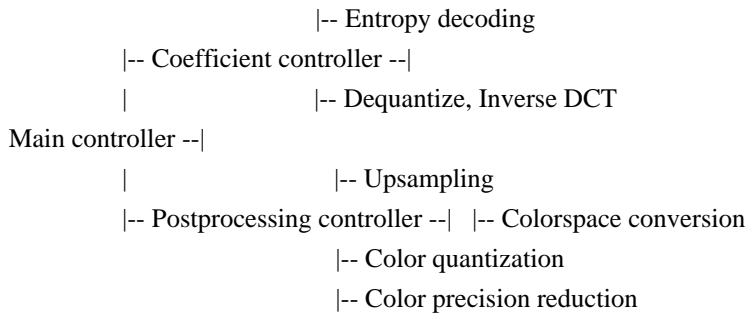 |-- Entropy decoding
|-- Coefficient controller --|
| |-- Dequantize, Inverse DCT
Main controller --|
| |-- Upsampling
|-- Postprocessing controller --| |-- Colorspace conversion
|-- Color quantization
|-- Color precision reduction